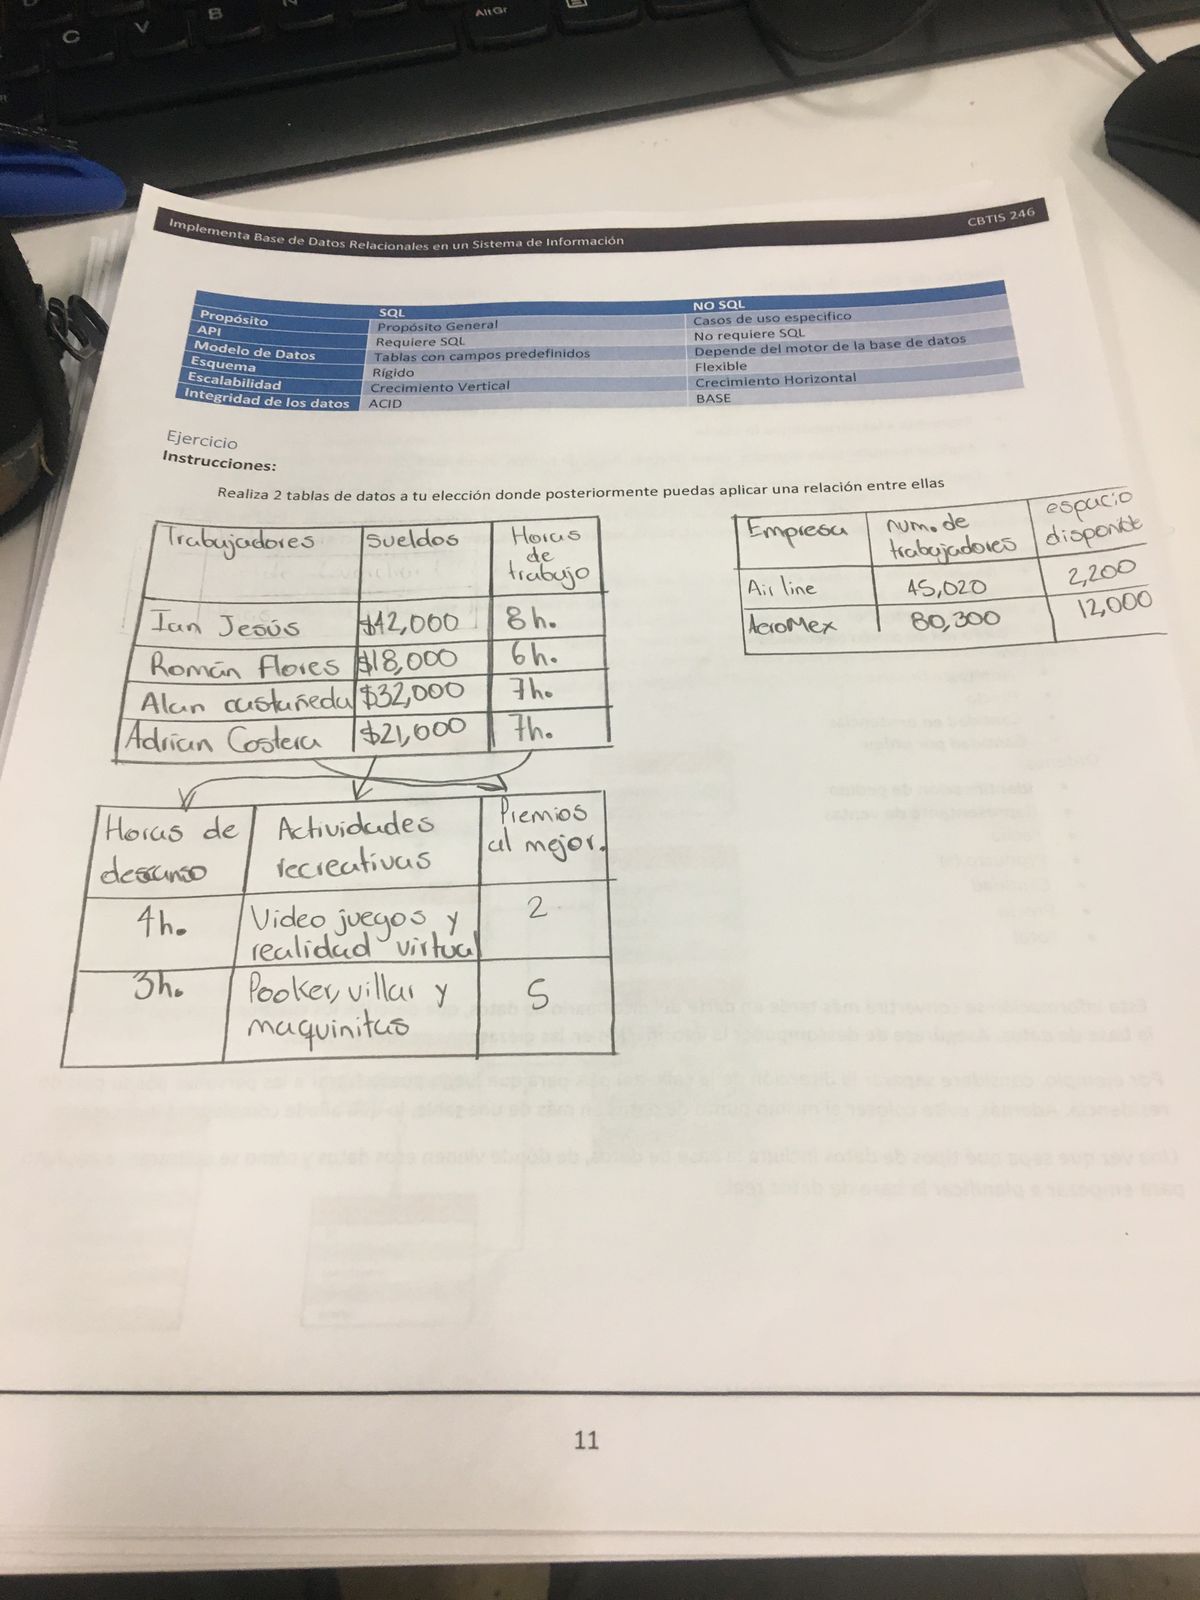 C
V
B
N
AltGr
Implementa Base de Datos Relacionales en un Sistema de Información
CBTIS 246
SQL
NO SQL
Propósito
Propósito General
Casos de uso especifico
API
Requiere SQL
No requiere SQL
Modelo de Datos
Tablas con campos predefinidos
Depende del motor de la base de datos
Esquema
Rígido
Flexible
Escalabilidad
Crecimiento Vertical
Crecimiento Horizontal
Integridad de los datos
ACID
BASE
Ejercicio
Instrucciones:
Realiza 2 tablas de datos a tu elección donde posteriormente puedas aplicar una relación entre ellas
Trabajadores
Sueldos
Horas
de
trabajo
Ian Jesús
$42,000
8h.
Román flores
$18,000
6h.
Alan castañeda
$32,000
7h.
Adrian Costera
$21,000
7h.
Empresa
num. de
trabajadores
espacio
disponible
Air line
45,020
2,200
AeroMex
80,300
12,000
Horas de
descanso
Actividades
recreativas
Premios
al mejor.
4h.
Video juegos y
realidad virtual
2
3h.
Pooker, villar y
maquinitas
5
11